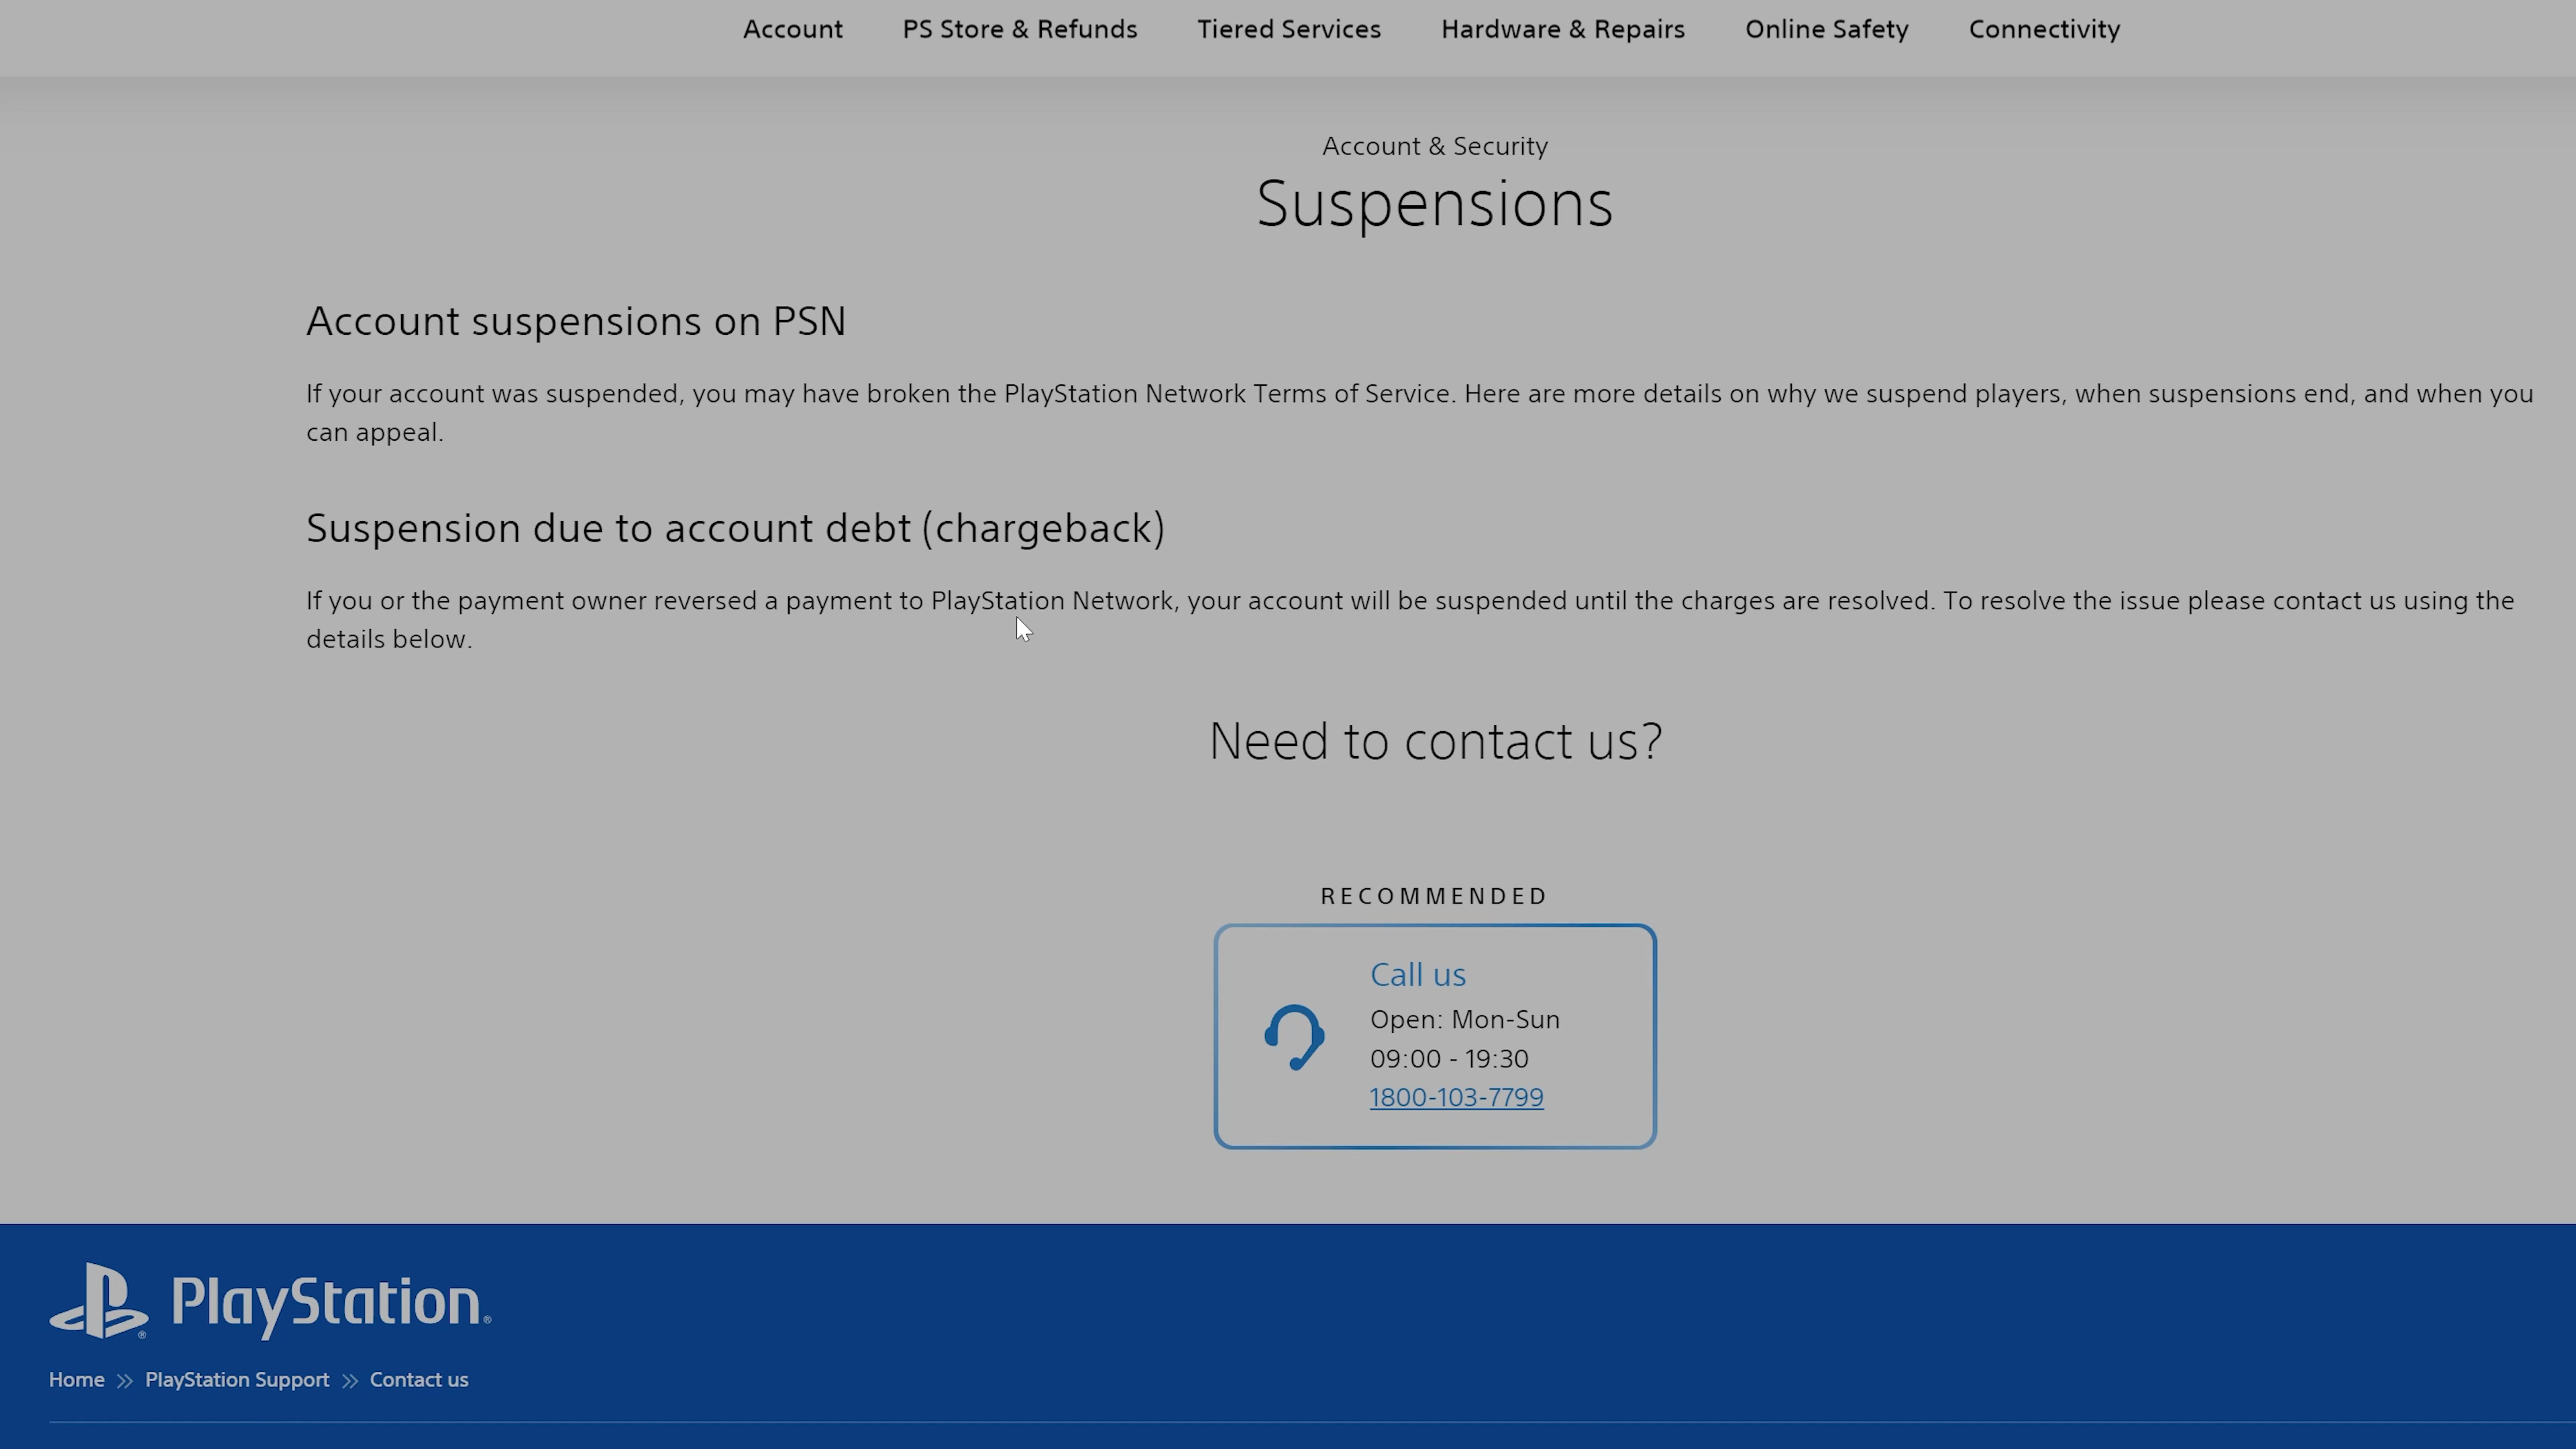 Account PS Store & Refunds Tiered Services Hardware & Repairs Online Safety Connectivity
Account & Security
Suspensions
Account suspensions on PSN
If your account was suspended, you may have broken the PlayStation Network Terms of Service. Here are more details on why we suspend players, when suspensions end, and when you
can appeal.
Suspension due to account debt (chargeback)
If you or the payment owner reversed a payment to PlayStation Network, your account will be suspended until the charges are resolved. To resolve the issue please contact us using the
details below.
Need to contact us?
RECOMMENDED
Call us
Open: Mon-Sun
09:00 - 19:30
1800-103-7799
PlayStation®
Home >> PlayStation Support >> Contact us